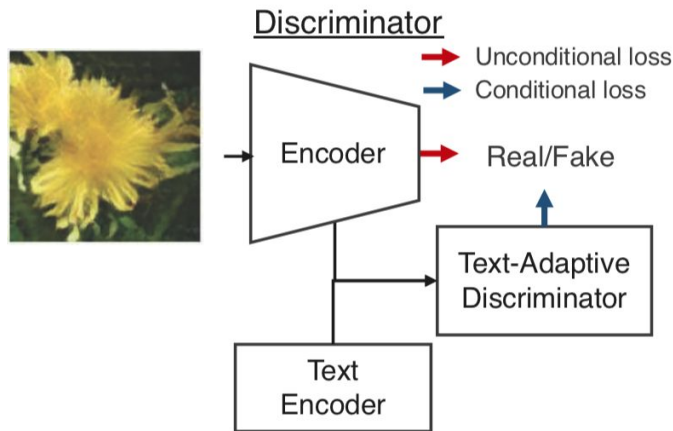 Discriminator
Unconditional loss
Conditional loss
Encoder
Real/Fake
Text-Adaptive
Discriminator
Text
Encoder